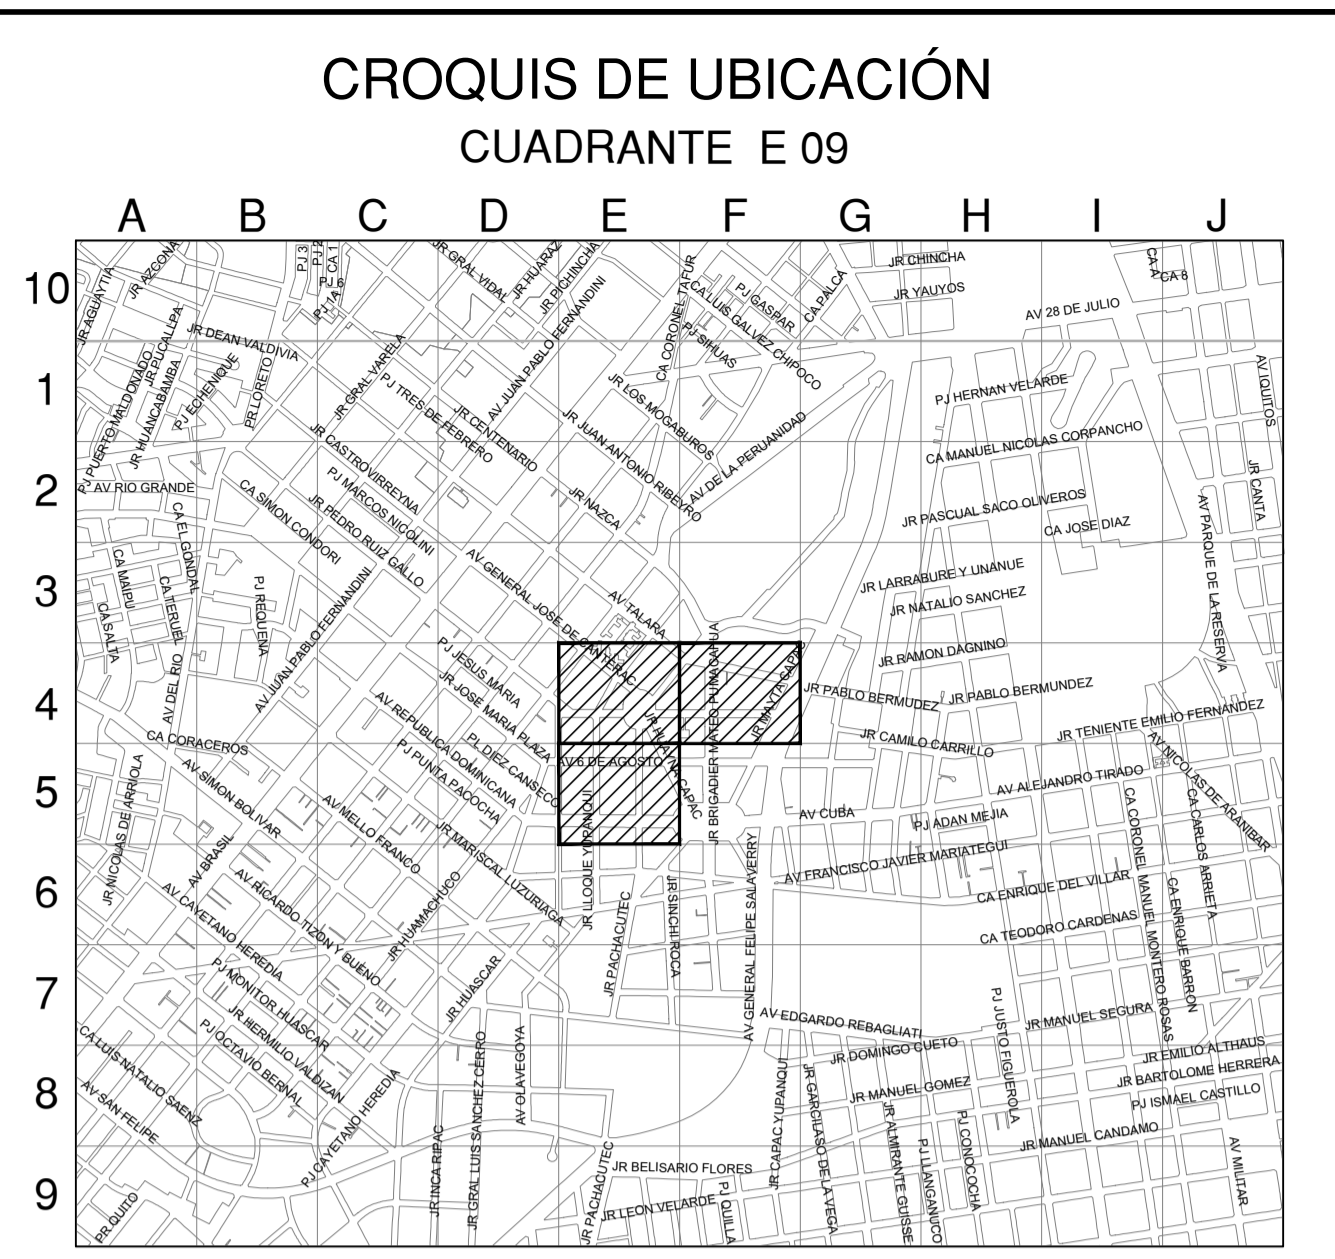 CROQUIS DE UBICACIÓN
CUADRANTE E 09
A B C D E F G H I J
10
JR AGUAYTIA
JR AZCONA
PJ 3
PJ 2
CA 1
PJ 6
PJ 1A
JR GRAL VIDAL
JR HUARAZ
JR PICHINCHA
CA CORONEL TAFUR
CA LUIS GALVEZ CHIPOCO
PJ GASPAR
PJ SIHUAS
CA PALCA
JR CHINCHA
JR YAUYOS
AV 28 DE JULIO
CA A
CA 8
1
JR DEAN VALDIVIA
PJ PUERTO MALDONADO
JR PUCALLPA
JR HUANCABAMBA
PJ ECHENIQUE
PR LORETO
JR GRAL VARELA
PJ TRES DE FEBRERO
JR CENTENARIO
AV JUAN PABLO FERNANDINI
JR LOS MOGABUROS
JR JUAN ANTONIO RIBEYRO
AV DE LA PERUANIDAD
PJ HERNAN VELARDE
CA MANUEL NICOLAS CORPANCHO
AV IQUITOS
2
AV RIO GRANDE
CA EL GONDAL
CA SIMON CONDORI
JR CASTROVIRREYNA
PJ MARCOS NICOLINI
JR PEDRO RUIZ GALLO
JR NAZCA
JR PASCUAL SACO OLIVEROS
CA JOSE DIAZ
JR CANTA
AV PARQUE DE LA RESERVA
3
CA MAIPU
CA TERUEL
CA SALTA
PJ REQUENA
AV JUAN PABLO FERNANDINI
AV GENERAL JOSE DE CANTERAC
AV TALARA
JR LARRABURE Y UNANUE
JR NATALIO SANCHEZ
4
AV DEL RIO
PJ JESUS MARIA
JR JOSE MARIA PLAZA
AV REPUBLICA DOMINICANA
JR HUAYNA CAPAC
JR BRIGADIER MATEO PUMACAHUA
JR MAYTA CAPAC
JR RAMON DAGNINO
JR PABLO BERMUDEZ
JR PABLO BERMUNDEZ
JR CAMILO CARRILLO
JR TENIENTE EMILIO FERNANDEZ
AV NICOLAS DE ARANIBAR
5
CA CORACEROS
JR NICOLAS DE ARRIOLA
AV SIMON BOLIVAR
PJ PUNTA PACOCHA
PL DIEZ CANSECO
AV 6 DE AGOSTO
AV MELLO FRANCO
JR LLOQUE YUPANQUI
AV CUBA
PJ ADAN MEJIA
AV ALEJANDRO TIRADO
CA CORONEL MANUEL MONTERO ROSAS
CA CARLOS ARRIETA
6
AV BRASIL
AV CAYETANO HEREDIA
AV RICARDO TIZON Y BUENO
JR HUAMACHUCO
JR MARISCAL LUZURIAGA
JR PACHACUTEC
JR SINCHI ROCA
AV GENERAL FELIPE SALAVERRY
AV FRANCISCO JAVIER MARIATEGUI
CA ENRIQUE DEL VILLAR
CA TEODORO CARDENAS
CA ENRIQUE BARRON
7
PJ MONITOR HUASCAR
JR HERMILIO VALDIZAN
PJ OCTAVIO BERNAL
JR HUASCAR
AV EDGARDO REBAGLIATI
PJ JUSTO FIGUEROLA
JR MANUEL SEGURA
8
CA LUIS NATALIO SAENZ
AV SAN FELIPE
PJ CAYETANO HEREDIA
AV OLAVEGOYA
JR GRAL LUIS SANCHEZ CERRO
JR CAPAC YUPANQUI
JR DOMINGO CUETO
JR MANUEL GOMEZ
JR GARCILASO DE LA VEGA
JR ALMIRANTE GUISSE
JR EMILIO ALTHAUS
JR BARTOLOME HERRERA
PJ ISMAEL CASTILLO
JR MANUEL CANDAMO
9
PR QUITO
JR INCA RIPAC
JR PACHACUTEC
JR BELISARIO FLORES
JR LEON VELARDE
PJ QUILLA
PJ LLANGANUCO
PJ CONOCOCHA
AV MILITAR